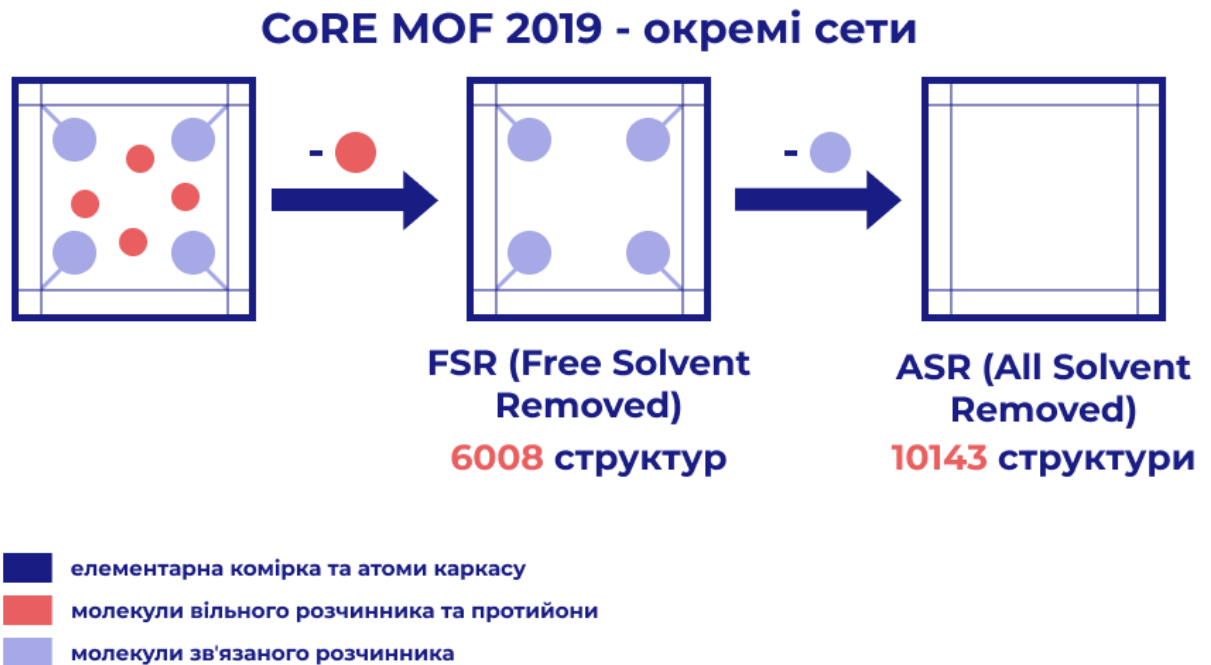 CoRE MOF 2019 - окремі сети
-
-
FSR (Free Solvent
Removed)
6008 структур
ASR (All Solvent
Removed)
10143 структури
елементарна комірка та атоми каркасу
молекули вільного розчинника та протийони
молекули зв'язаного розчинника